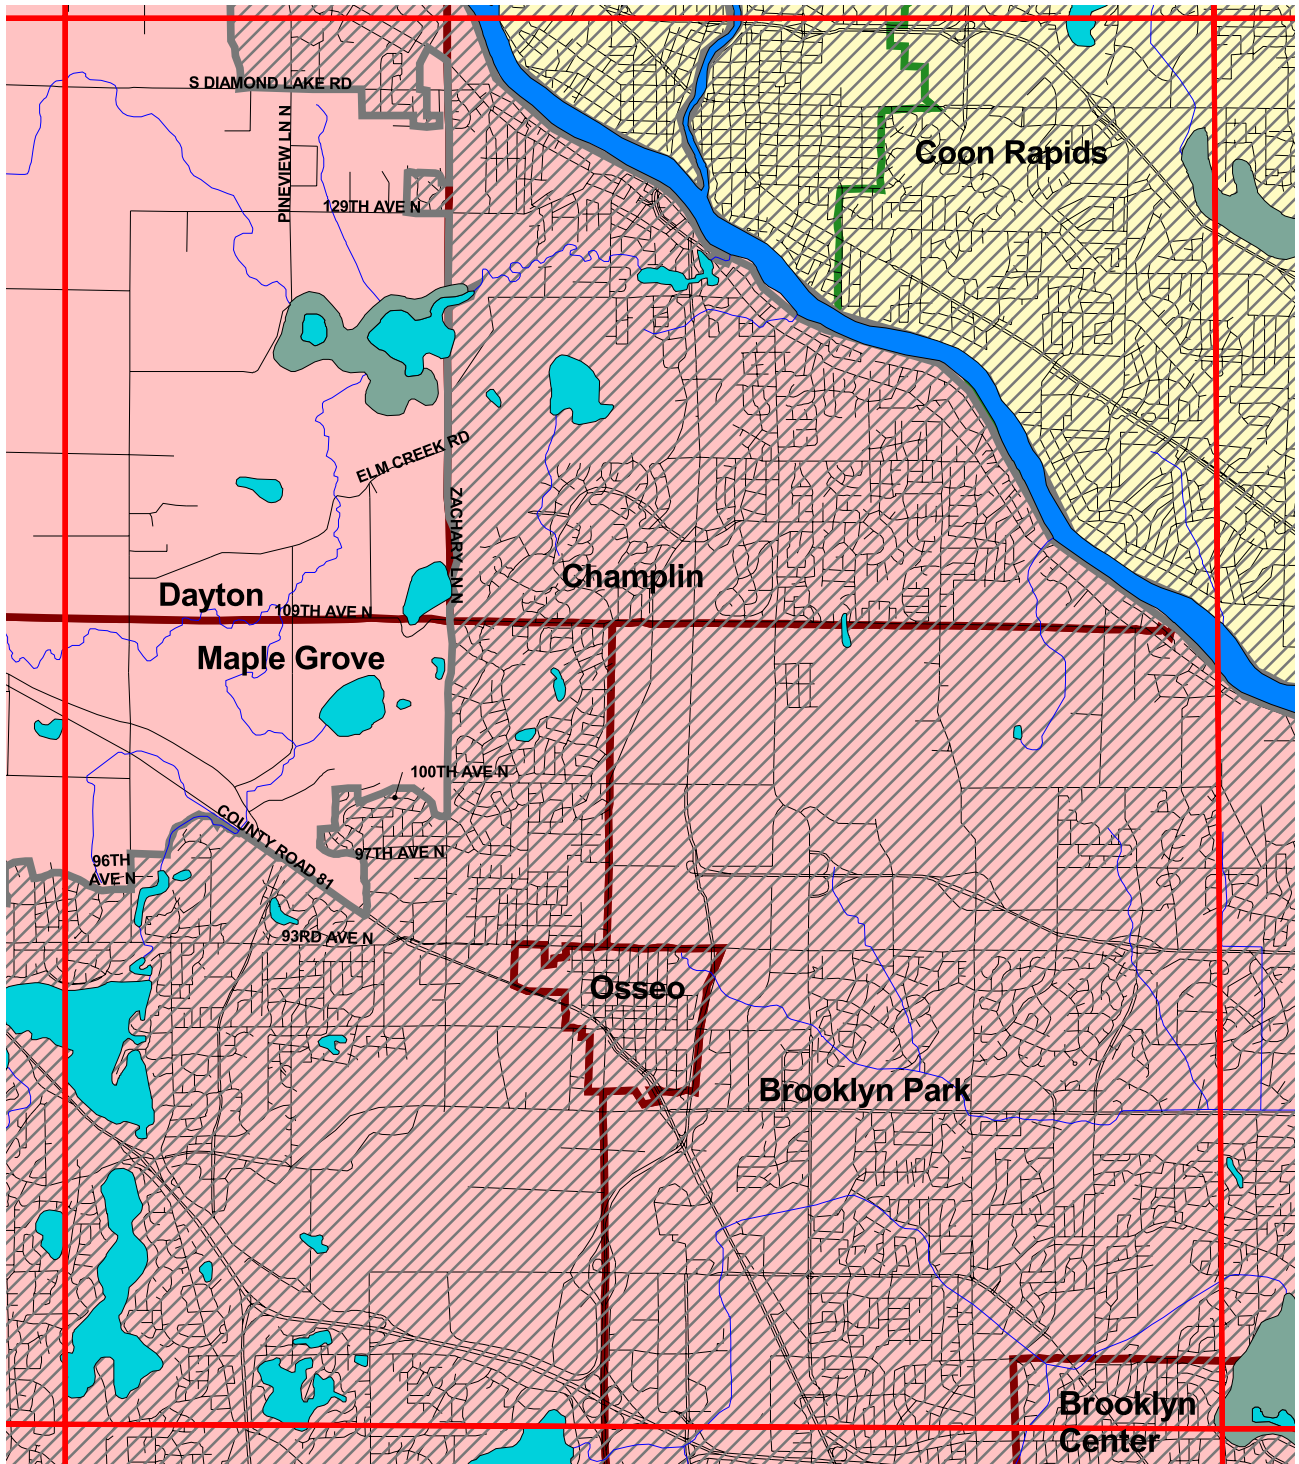 S DIAMOND LAKE RD
PINEVIEW LN N
Coon Rapids
129TH AVE N
ELM CREEK RD
ZACHARY LN N
Champlin
Dayton
109TH AVE N
Maple Grove
100TH AVE N
COUNTY ROAD 81
97TH AVE N
96TH
AVE N
93RD AVE N
Osseo
Brooklyn Park
Brooklyn
Center